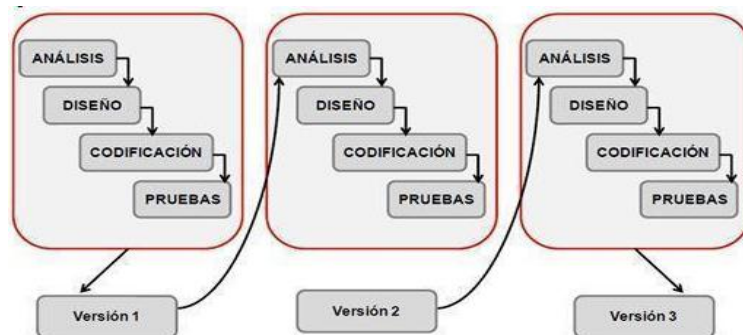 ANÁLISIS
DISEÑO
CODIFICACIÓN
PRUEBAS
Versión 1
ANÁLISIS
DISEÑO
CODIFICACIÓN
PRUEBAS
Versión 2
ANÁLISIS
DISEÑO
CODIFICACIÓN
PRUEBAS
Versión 3